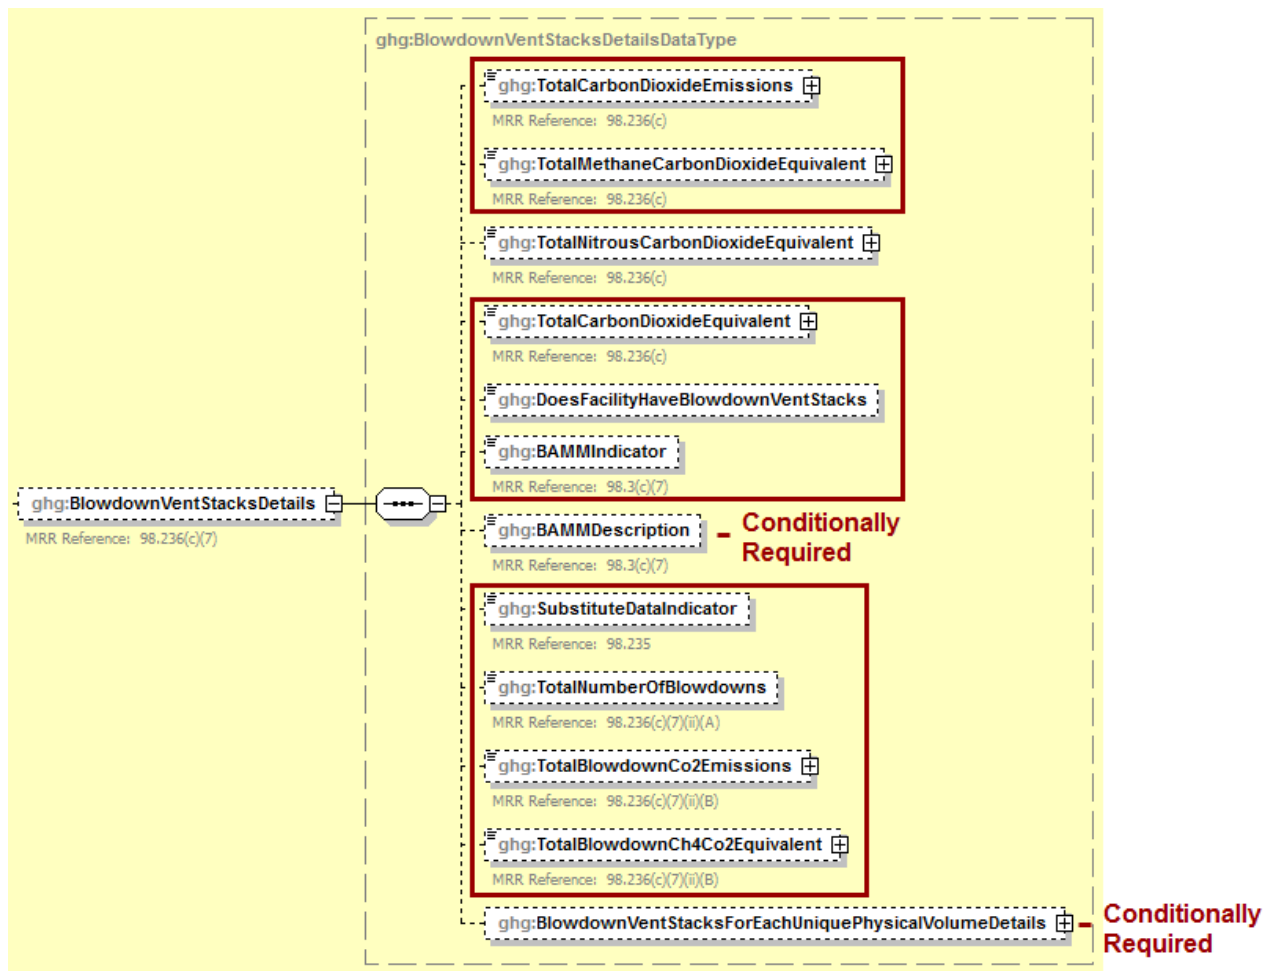 ghg:BlowdownVentStacksDetailsDataType
ghg:TotalCarbonDioxideEmissions
MRR Reference: 98.236(c)
ghg:TotalMethaneCarbonDioxideEquivalent
MRR Reference: 98.236(c)
ghg:TotalNitrousCarbonDioxideEquivalent
MRR Reference: 98.236(c)
ghg:TotalCarbonDioxideEquivalent
MRR Reference: 98.236(c)
ghg:DoesFacilityHaveBlowdownVentStacks
ghg:BAMMIndicator
MRR Reference: 98.3(c)(7)
ghg:BlowdownVentStacksDetails
MRR Reference: 98.236(c)(7)
ghg:BAMMDescription
MRR Reference: 98.3(c)(7)
- Conditionally
Required
ghg:SubstituteDataIndicator
MRR Reference: 98.235
ghg:TotalNumberOfBlowdowns
MRR Reference: 98.236(c)(7)(ii)(A)
ghg:TotalBlowdownCo2Emissions
MRR Reference: 98.236(c)(7)(ii)(B)
ghg:TotalBlowdownCh4Co2Equivalent
MRR Reference: 98.236(c)(7)(ii)(B)
ghg:BlowdownVentStacksForEachUniquePhysicalVolumeDetails
- Conditionally
Required